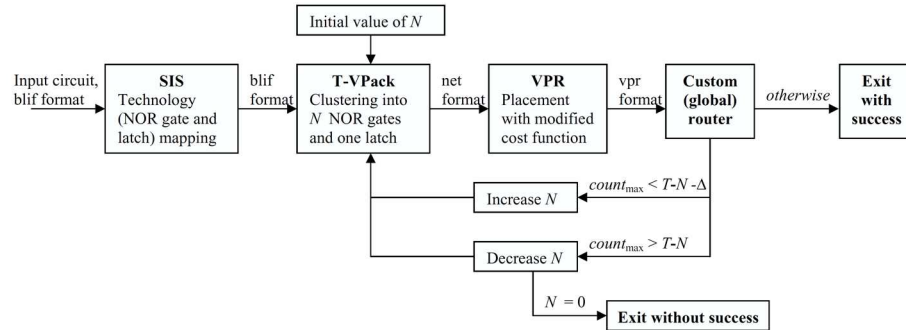 Initial value of N
Input circuit,
blif format
SIS
Technology
(NOR gate and
latch) mapping
blif
format
T-VPack
Clustering into
N NOR gates
and one latch
net
format
VPR
Placement
with modified
cost function
vpr
format
Custom
(global)
router
otherwise
Exit
with
success
Increase N
count_max < T-N -Δ
Decrease N
count_max > T-N
N = 0
Exit without success